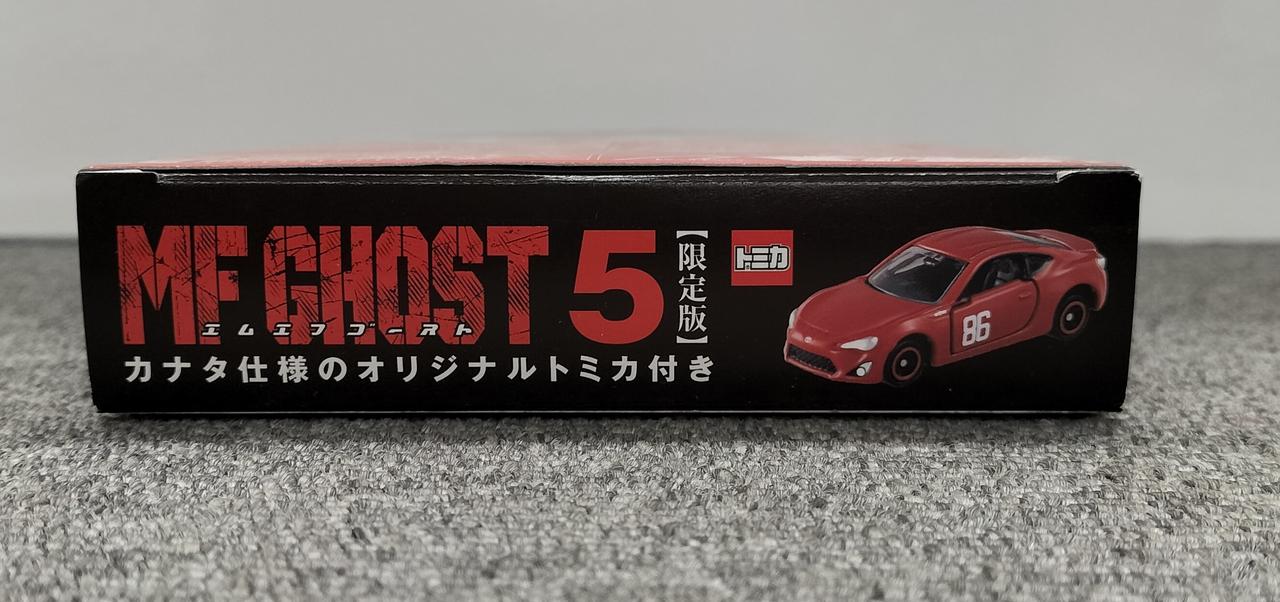 MF GHOST 5
エムエフゴースト
【限定版】
カナタ仕様のオリジナルトミカ付き
トミカ
86